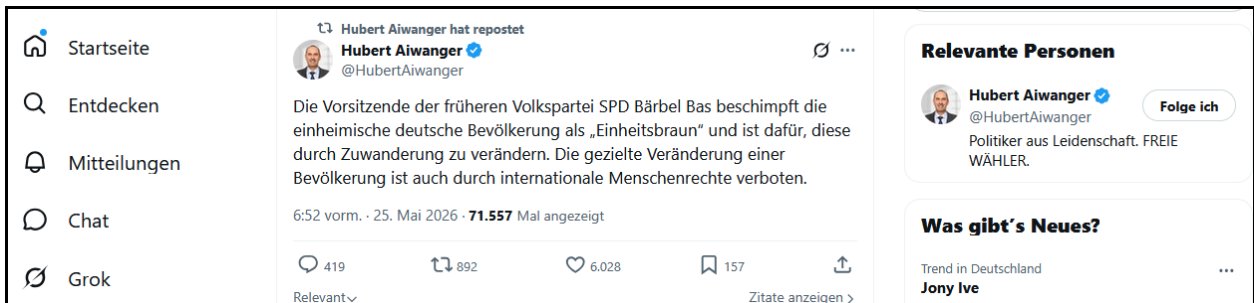 Startseite
Entdecken
Mitteilungen
Chat
Grok
Hubert Aiwanger hat repostet
Hubert Aiwanger
@HubertAiwanger
Die Vorsitzende der früheren Volkspartei SPD Bärbel Bas beschimpft die
einheimische deutsche Bevölkerung als „Einheitsbraun“ und ist dafür, diese
durch Zuwanderung zu verändern. Die gezielte Veränderung einer
Bevölkerung ist auch durch internationale Menschenrechte verboten.
6:52 vorm. · 25. Mai 2026 · 71.557 Mal angezeigt
419 892 6.028 157
Relevant Zitate anzeigen
Relevante Personen
Hubert Aiwanger
@HubertAiwanger
Folge ich
Politiker aus Leidenschaft. FREIE
WÄHLER.
Was gibt´s Neues?
Trend in Deutschland
Jony Ive